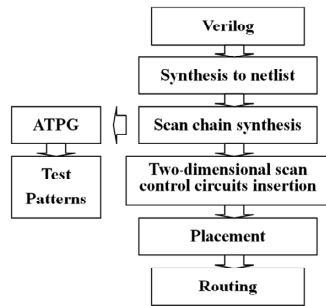 Verilog
Synthesis to netlist
ATPG
Scan chain synthesis
Test
Patterns
Two-dimensional scan
control circuits insertion
Placement
Routing